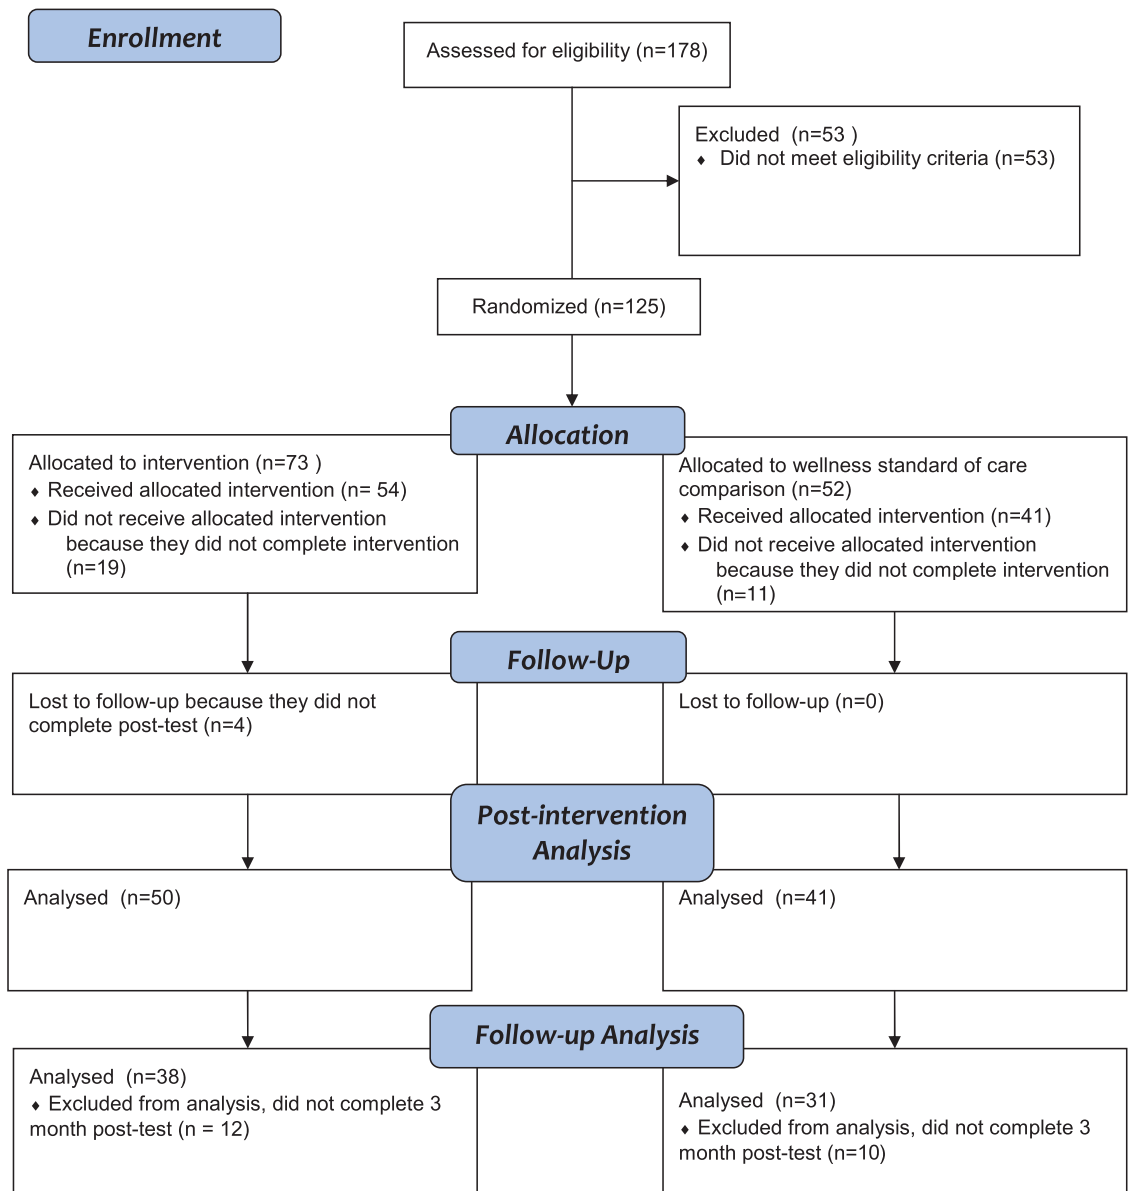 Enrollment
Assessed for eligibility (n=178)
Excluded (n=53 )
♦ Did not meet eligibility criteria (n=53)
Randomized (n=125)
Allocation
Allocated to intervention (n=73 )
♦ Received allocated intervention (n= 54)
♦ Did not receive allocated intervention
because they did not complete intervention
(n=19)
Allocated to wellness standard of care
comparison (n=52)
♦ Received allocated intervention (n=41)
♦ Did not receive allocated intervention
because they did not complete intervention
(n=11)
Follow-Up
Lost to follow-up because they did not
complete post-test (n=4)
Lost to follow-up (n=0)
Post-intervention
Analysis
Analysed (n=50)
Analysed (n=41)
Follow-up Analysis
Analysed (n=38)
♦ Excluded from analysis, did not complete 3
month post-test (n = 12)
Analysed (n=31)
♦ Excluded from analysis, did not complete 3
month post-test (n=10)